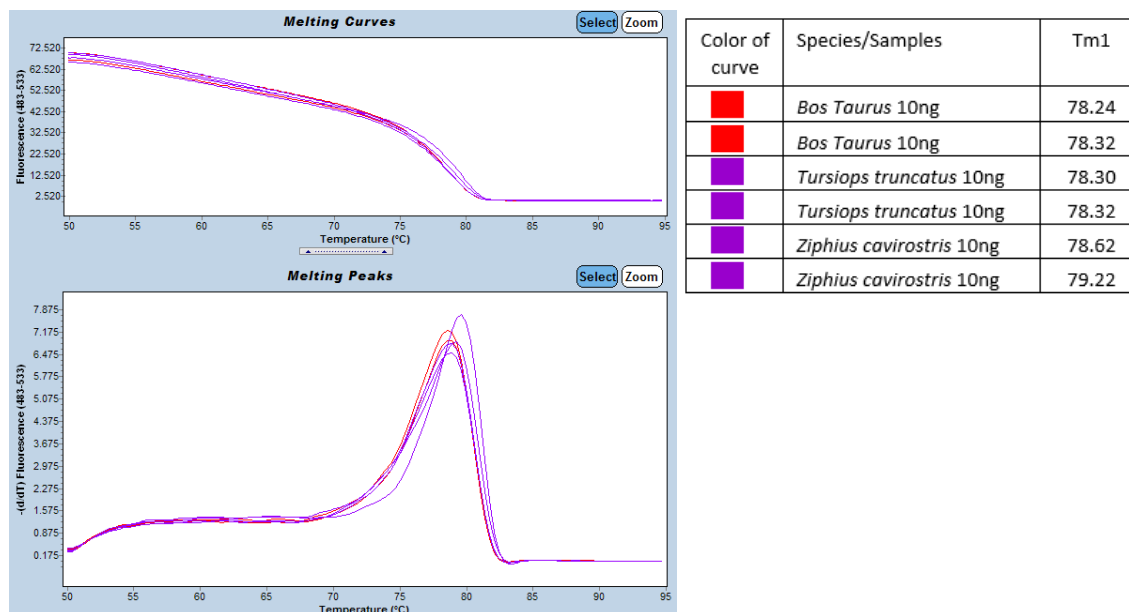 Melting Curves
Select Zoom
Fluorescence (483-533)
72.520
62.520
52.520
42.520
32.520
22.520
12.520
2.520
50 55 60 65 70 75 80 85 90 95
Temperature (°C)
Melting Peaks
Select Zoom
-(d/dT) Fluorescence (483-533)
7.875
7.175
6.475
5.775
5.075
4.375
3.675
2.975
2.275
1.575
0.875
0.175
50 55 60 65 70 75 80 85 90 95
Temperature (°C)
Color of curve Species/Samples Tm1
Bos Taurus 10ng 78.24
Bos Taurus 10ng 78.32
Tursiops truncatus 10ng 78.30
Tursiops truncatus 10ng 78.32
Ziphius cavirostris 10ng 78.62
Ziphius cavirostris 10ng 79.22